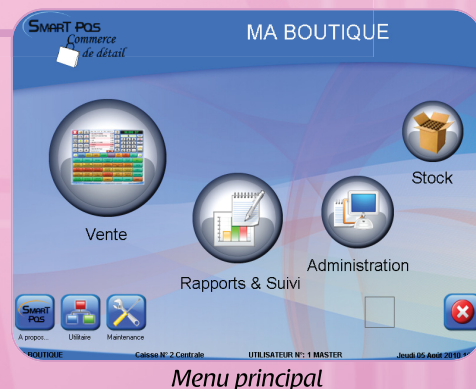 SMART POS
Commerce
de détail
MA BOUTIQUE
Stock
Vente
Administration
Rapports & Suivi
SMART
POS
A propos...
Utilitaire
Maintenance
BOUTIQUE
Caisse N° 2 Centrale
UTILISATEUR N°: 1 MASTER
Jeudi 05 Août 2010
Menu principal